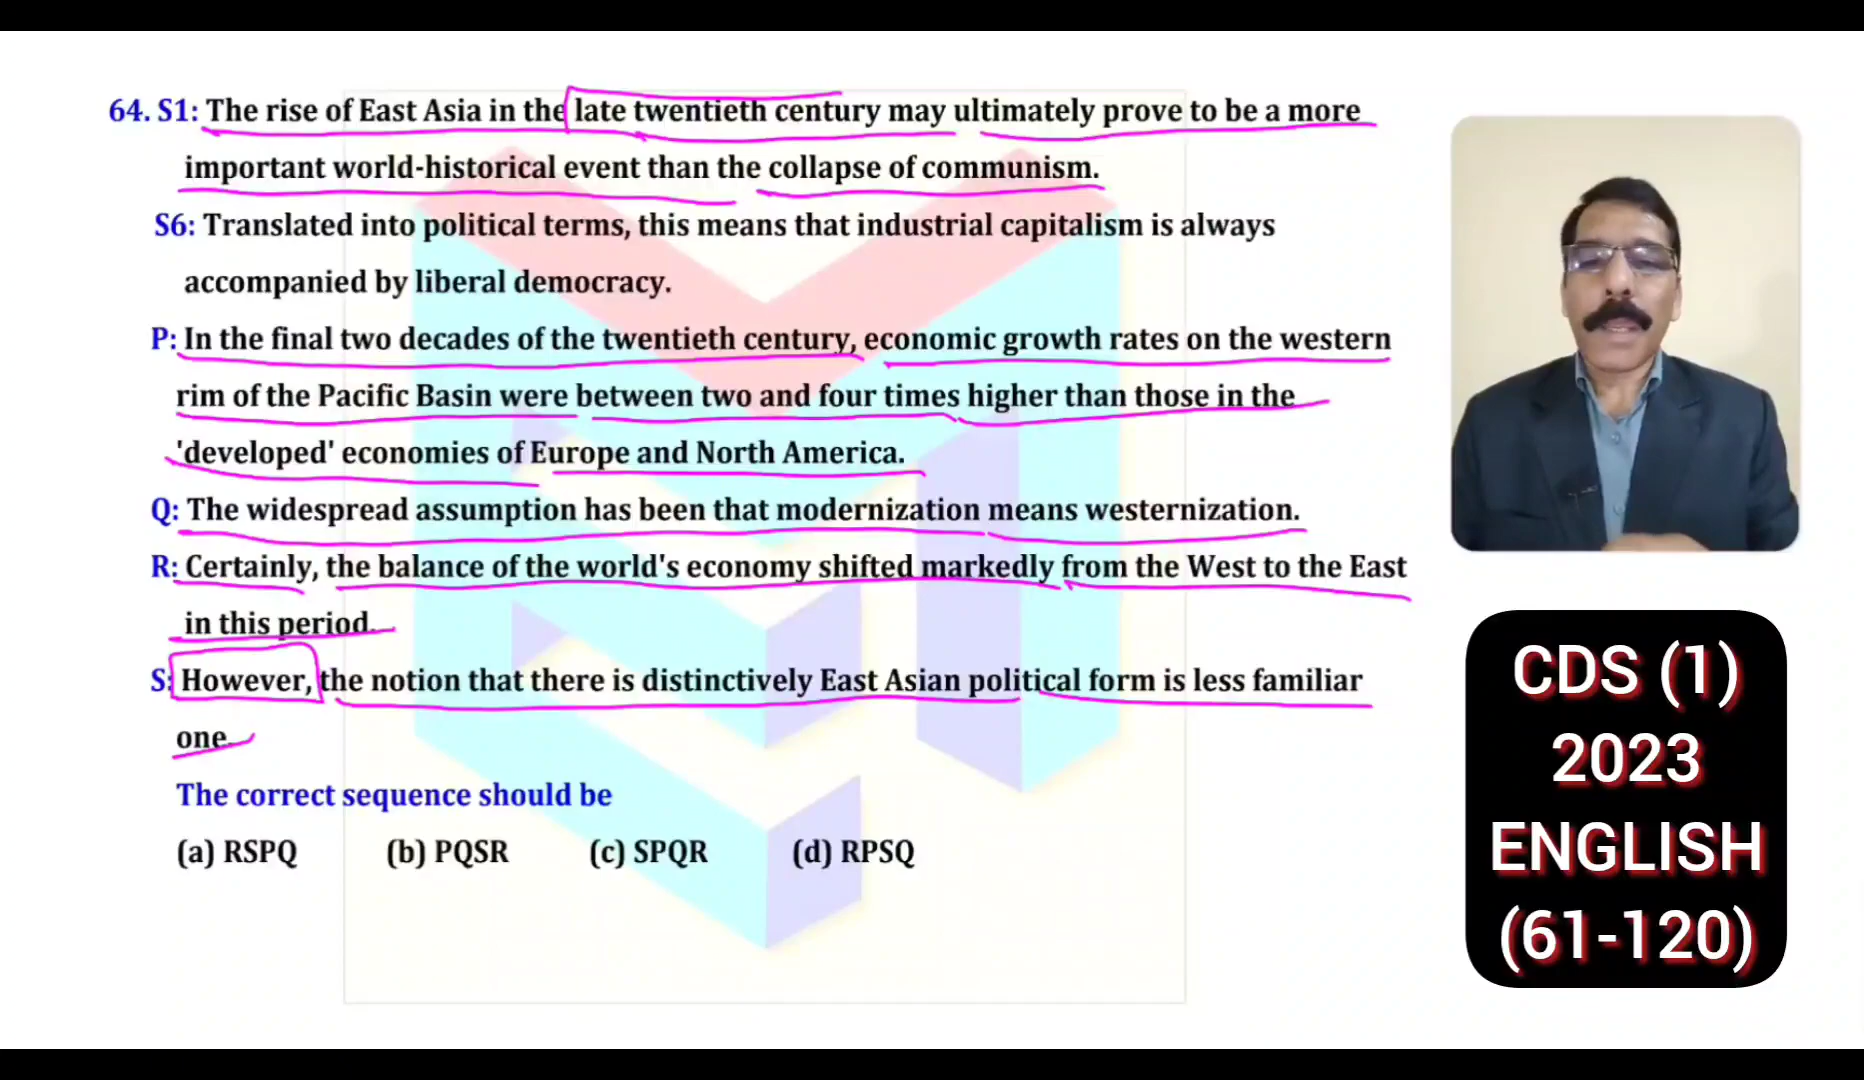 64. S1: The rise of East Asia in the late twentieth century may ultimately prove to be a more
important world-historical event than the collapse of communism.
S6: Translated into political terms, this means that industrial capitalism is always
accompanied by liberal democracy.
P: In the final two decades of the twentieth century, economic growth rates on the western
rim of the Pacific Basin were between two and four times higher than those in the
'developed' economies of Europe and North America.
Q: The widespread assumption has been that modernization means westernization.
R: Certainly, the balance of the world's economy shifted markedly from the West to the East
in this period.
S: However, the notion that there is distinctively East Asian political form is less familiar
one.
The correct sequence should be
(a) RSPQ (b) PQSR (c) SPQR (d) RPSQ
CDS (1)
2023
ENGLISH
(61-120)